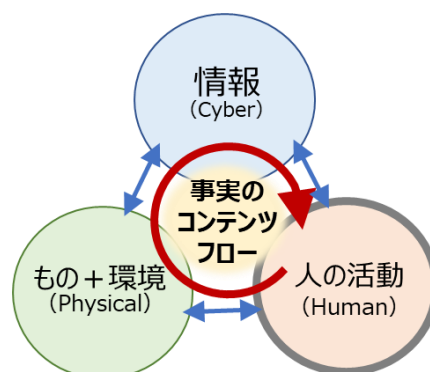 情報
（Cyber）
事実の
コンテンツ
フロー
もの＋環境
（Physical）
人の活動
（Human）